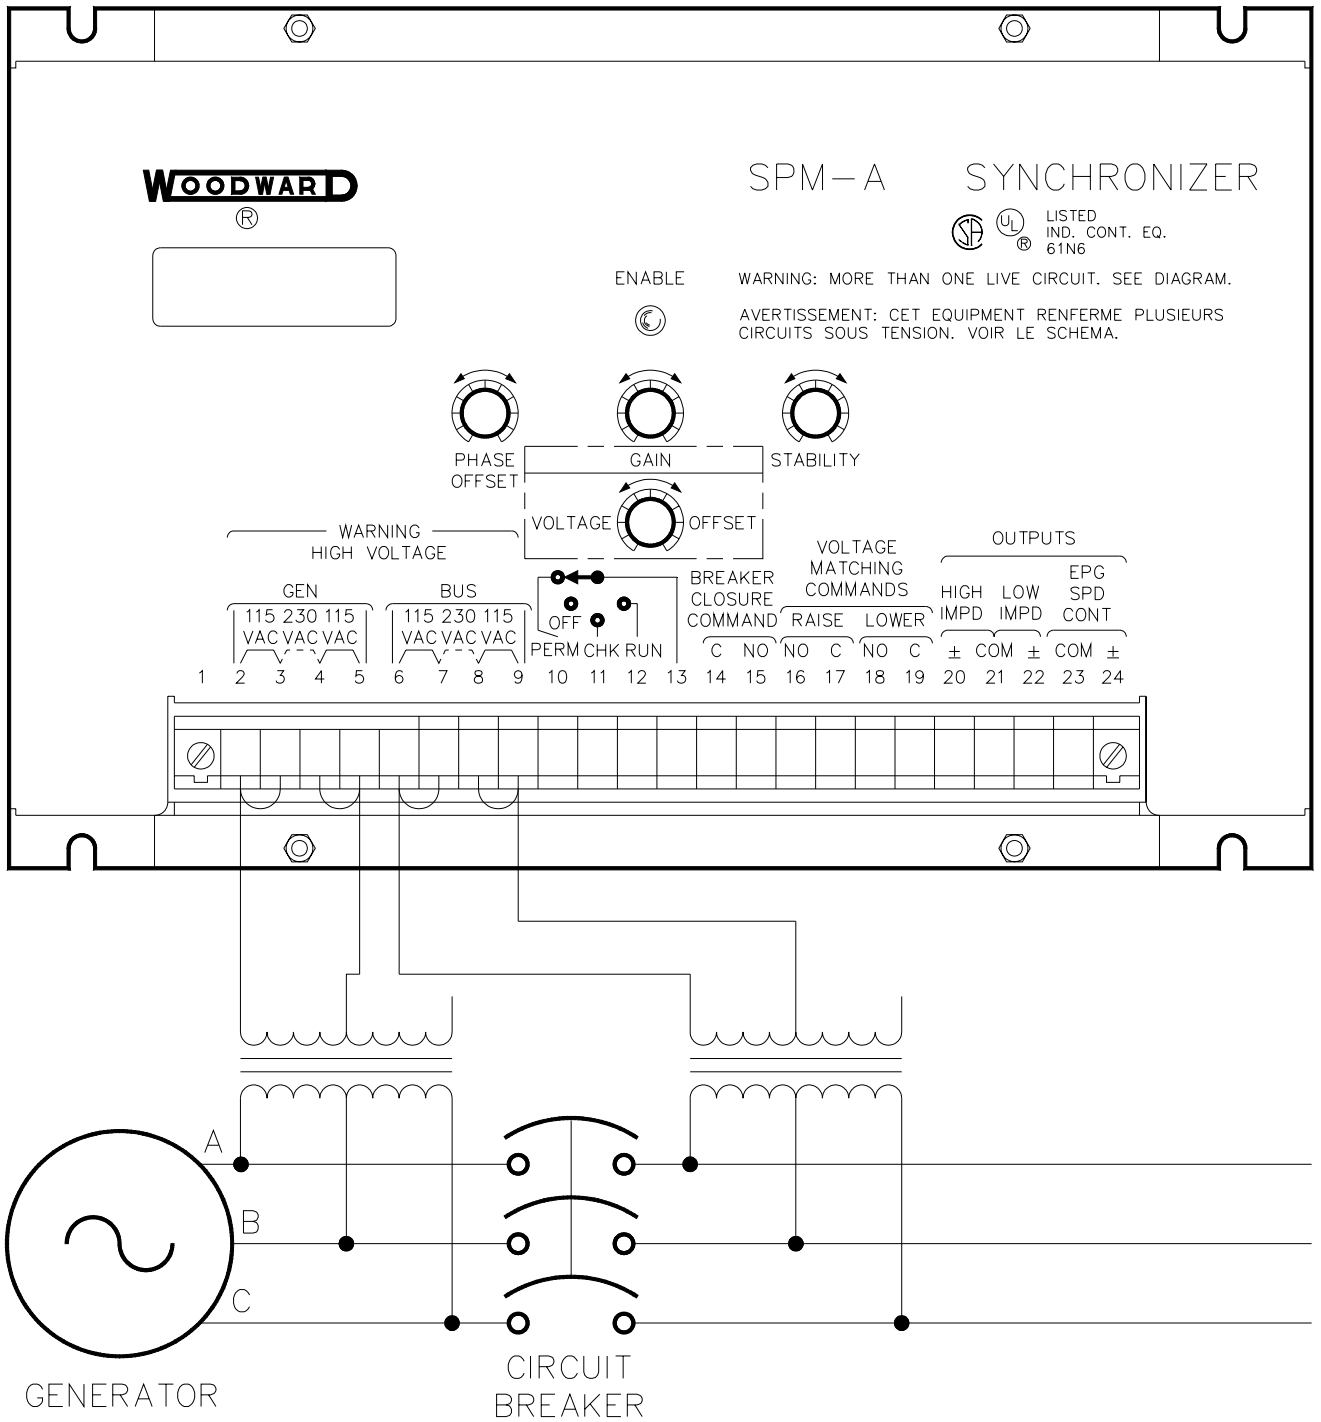 WOODWARD
®
SPM-A SYNCHRONIZER
SA UL ®
LISTED
IND. CONT. EQ.
61N6
ENABLE
WARNING: MORE THAN ONE LIVE CIRCUIT. SEE DIAGRAM.
AVERTISSEMENT: CET EQUIPMENT RENFERME PLUSIEURS
CIRCUITS SOUS TENSION. VOIR LE SCHEMA.
PHASE
OFFSET
GAIN
STABILITY
VOLTAGE OFFSET
WARNING
HIGH VOLTAGE
GEN
115 230 115
VAC VAC VAC
BUS
115 230 115
VAC VAC VAC
OFF
PERM CHK RUN
BREAKER
CLOSURE
COMMAND
C NO
VOLTAGE
MATCHING
COMMANDS
RAISE LOWER
NO C NO C
OUTPUTS
HIGH
IMPD
LOW
IMPD
EPG
SPD
CONT
± COM ± COM ±
1 2 3 4 5 6 7 8 9 10 11 12 13 14 15 16 17 18 19 20 21 22 23 24
A
B
C
GENERATOR
CIRCUIT
BREAKER